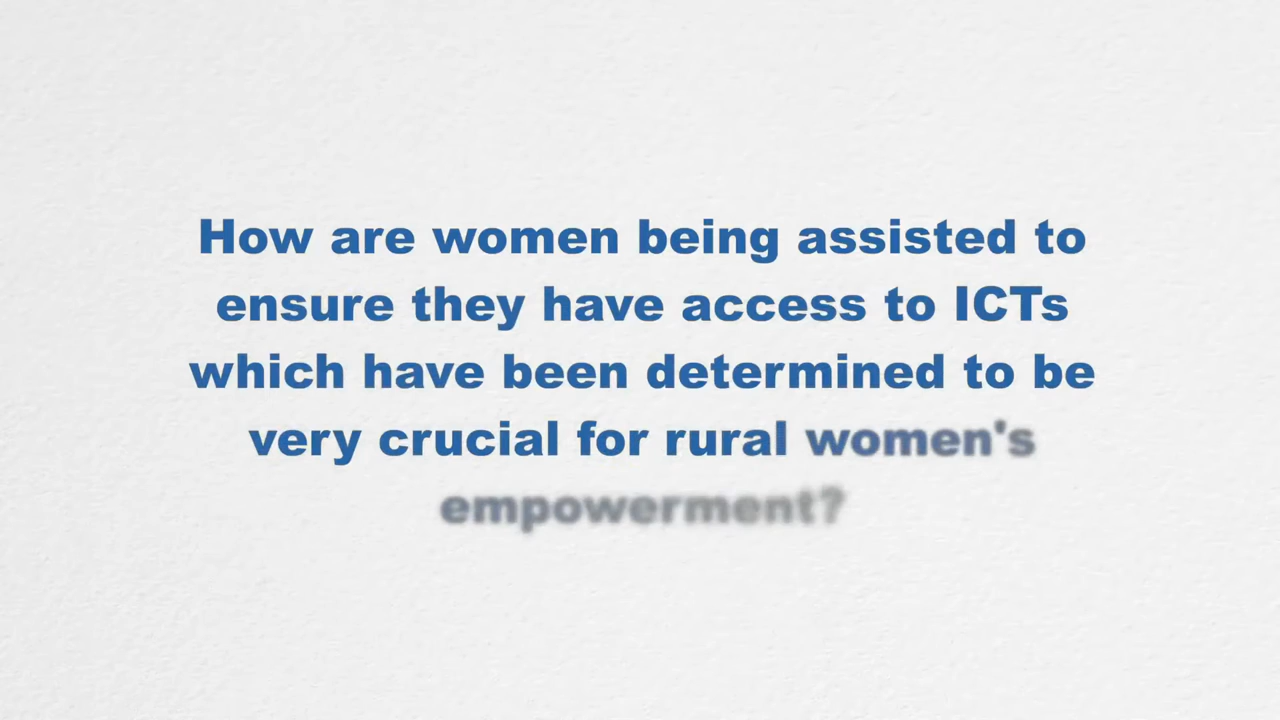 How are women being assisted to
ensure they have access to ICTs
which have been determined to be
very crucial for rural women's
empowerment?